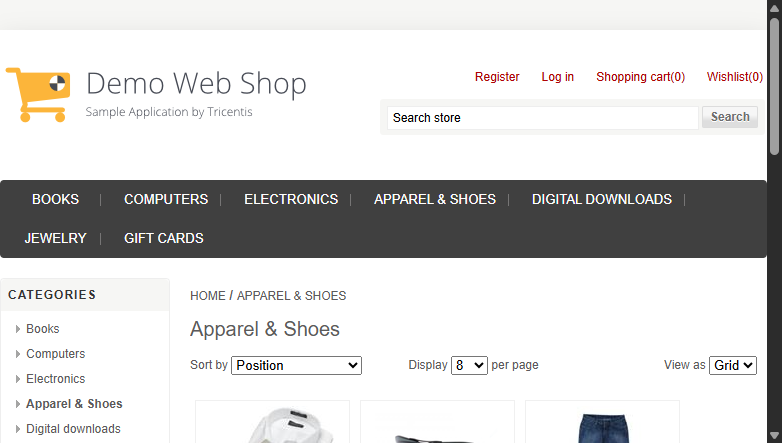 Demo Web Shop
Sample Application by Tricentis
Register Log in Shopping cart(0) Wishlist(0)
Search store Search
BOOKS COMPUTERS ELECTRONICS APPAREL & SHOES DIGITAL DOWNLOADS
JEWELRY GIFT CARDS
CATEGORIES
Books
Computers
Electronics
Apparel & Shoes
Digital downloads
HOME / APPAREL & SHOES
Apparel & Shoes
Sort by Position Display 8 per page View as Grid